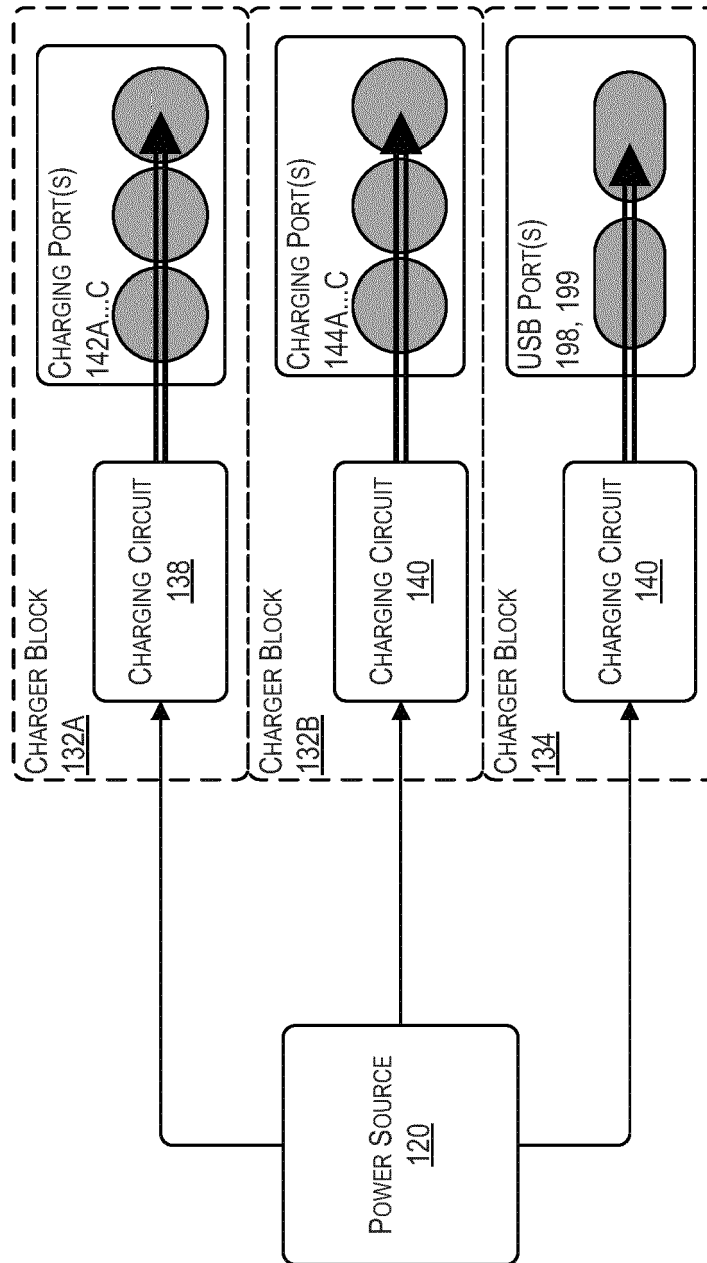 POWER SOURCE
120
CHARGER BLOCK
132A
CHARGING CIRCUIT
138
CHARGING PORT(S)
142A...C
CHARGER BLOCK
132B
CHARGING CIRCUIT
140
CHARGING PORT(S)
144A...C
CHARGER BLOCK
134
CHARGING CIRCUIT
140
USB PORT(S)
198, 199